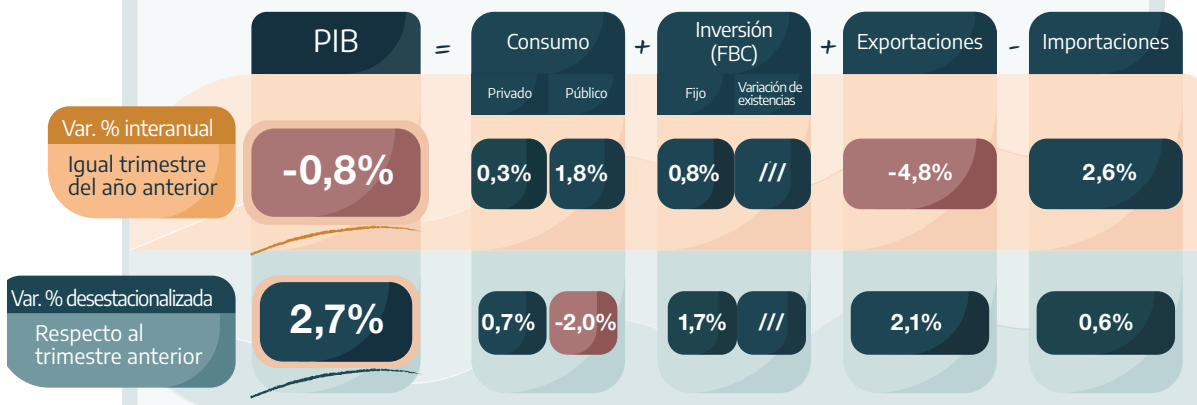 PIB = Consumo + Inversión (FBC) + Exportaciones - Importaciones
Privado Público Fijo Variación de existencias
Var. % interanual
Igual trimestre
del año anterior
-0,8% 0,3% 1,8% 0,8% /// -4,8% 2,6%
Var. % desestacionalizada
Respecto al
trimestre anterior
2,7% 0,7% -2,0% 1,7% /// 2,1% 0,6%